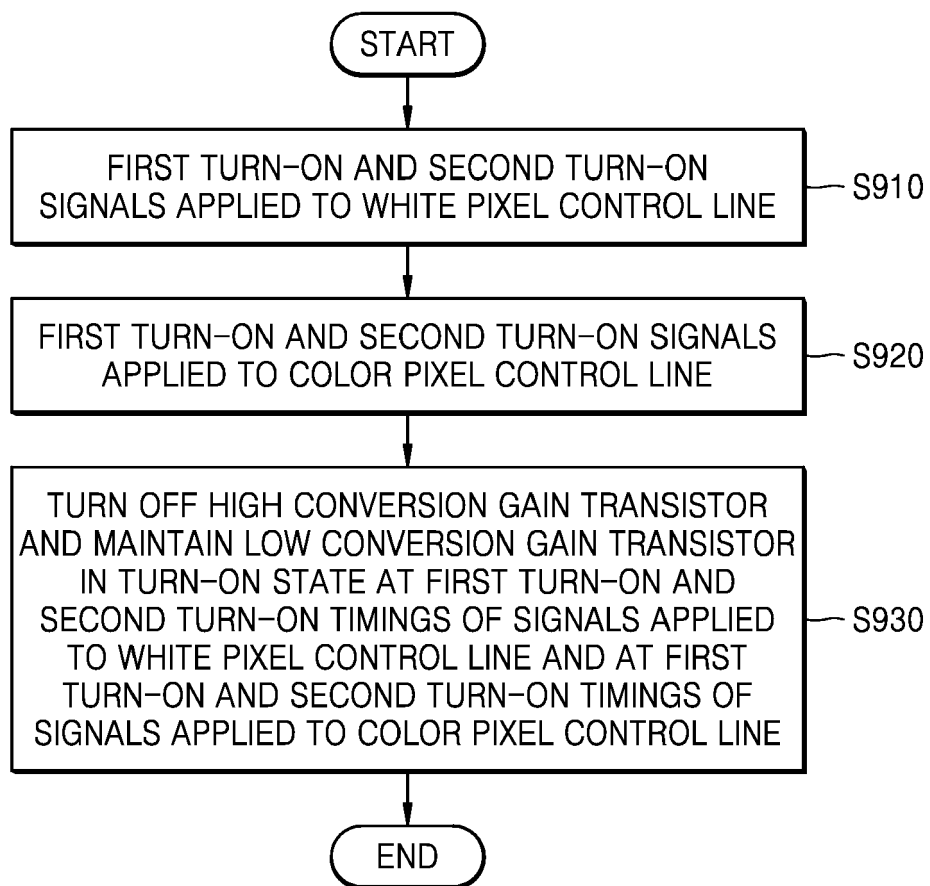 START
FIRST TURN-ON AND SECOND TURN-ON
SIGNALS APPLIED TO WHITE PIXEL CONTROL LINE
S910
FIRST TURN-ON AND SECOND TURN-ON SIGNALS
APPLIED TO COLOR PIXEL CONTROL LINE
S920
TURN OFF HIGH CONVERSION GAIN TRANSISTOR
AND MAINTAIN LOW CONVERSION GAIN TRANSISTOR
IN TURN-ON STATE AT FIRST TURN-ON AND
SECOND TURN-ON TIMINGS OF SIGNALS APPLIED
TO WHITE PIXEL CONTROL LINE AND AT FIRST
TURN-ON AND SECOND TURN-ON TIMINGS OF
SIGNALS APPLIED TO COLOR PIXEL CONTROL LINE
S930
END